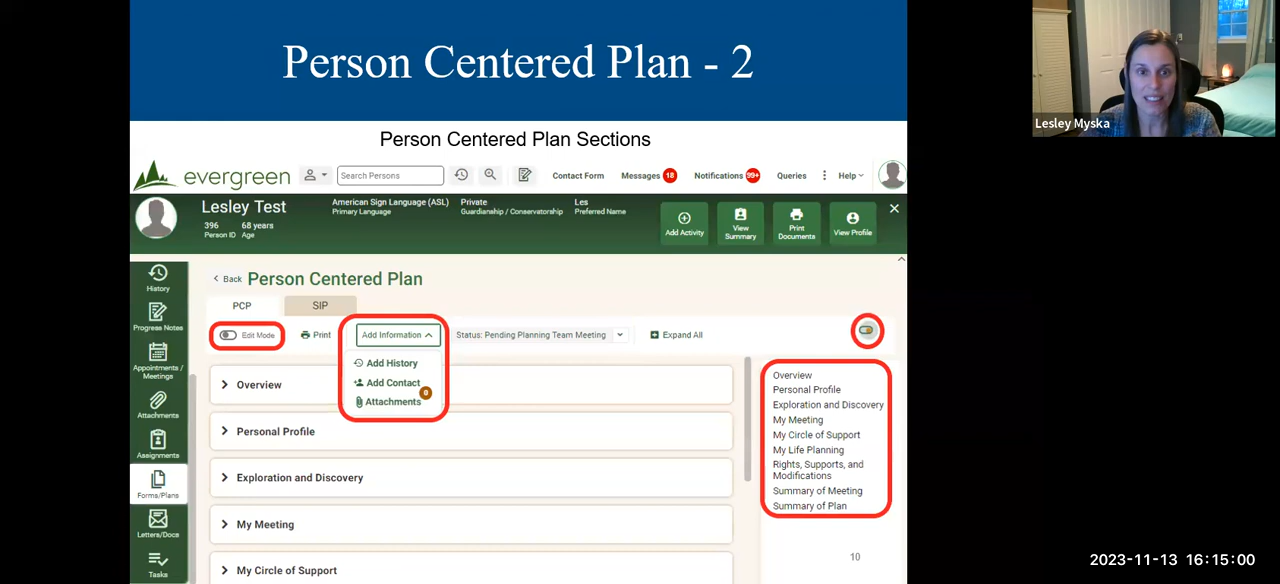 Person Centered Plan - 2
Person Centered Plan Sections
evergreen
Search Persons
Contact Form
Messages 18
Notifications 99+
Queries
Help
Lesley Test
396
Person ID
68 years
Age
American Sign Language (ASL)
Primary Language
Private
Guardianship / Conservatorship
Les
Preferred Name
Add Activity
View Summary
Print Documents
View Profile
History
Progress Notes
Appointments / Meetings
Attachments
Assignments
Forms/Plans
Letters/Docs
Tasks
Back Person Centered Plan
PCP
SIP
Edit Mode
Print
Add Information
Status: Pending Planning Team Meeting
Expand All
Add History
Add Contact
Attachments 0
Overview
Personal Profile
Exploration and Discovery
My Meeting
My Circle of Support
Overview
Personal Profile
Exploration and Discovery
My Meeting
My Circle of Support
My Life Planning
Rights, Supports, and
Modifications
Summary of Meeting
Summary of Plan
10
Lesley Myska
2023-11-13 16:15:00